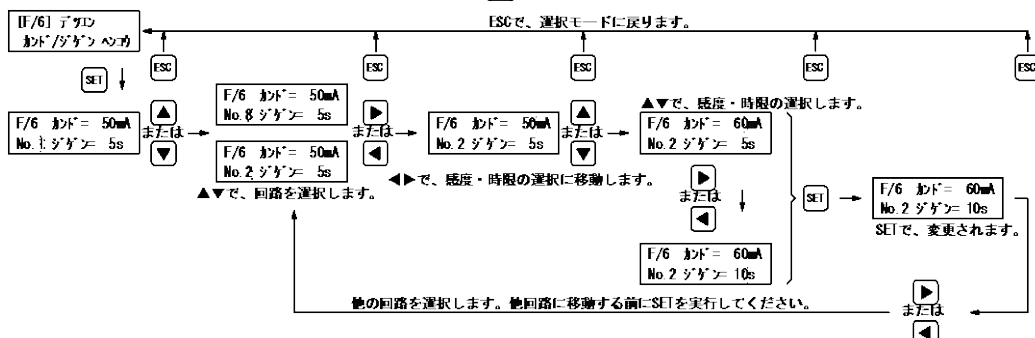 ESCで、選択モードに戻ります。
[F/6] デンリユウ
カンド/ジゲン ヘンコウ
SET
ESC
ESC
ESC
ESC
ESC
F/6 カンド= 50mA
No.1 ジゲン= 5s
▲
または
▼
F/6 カンド= 50mA
No.8 ジゲン= 5s
F/6 カンド= 50mA
No.2 ジゲン= 5s
▲▼で、回路を選択します。
▶
または
◀
◀▶で、感度・時限の選択に移動します。
F/6 カンド= 50mA
No.2 ジゲン= 5s
▲
または
▼
▲▼で、感度・時限の選択します。
F/6 カンド= 60mA
No.2 ジゲン= 5s
▶
または
◀
F/6 カンド= 60mA
No.2 ジゲン= 10s
SET
F/6 カンド= 60mA
No.2 ジゲン= 10s
SETで、変更されます。
▶
または
◀
他の回路を選択します。他回路に移動する前にSETを実行してください。